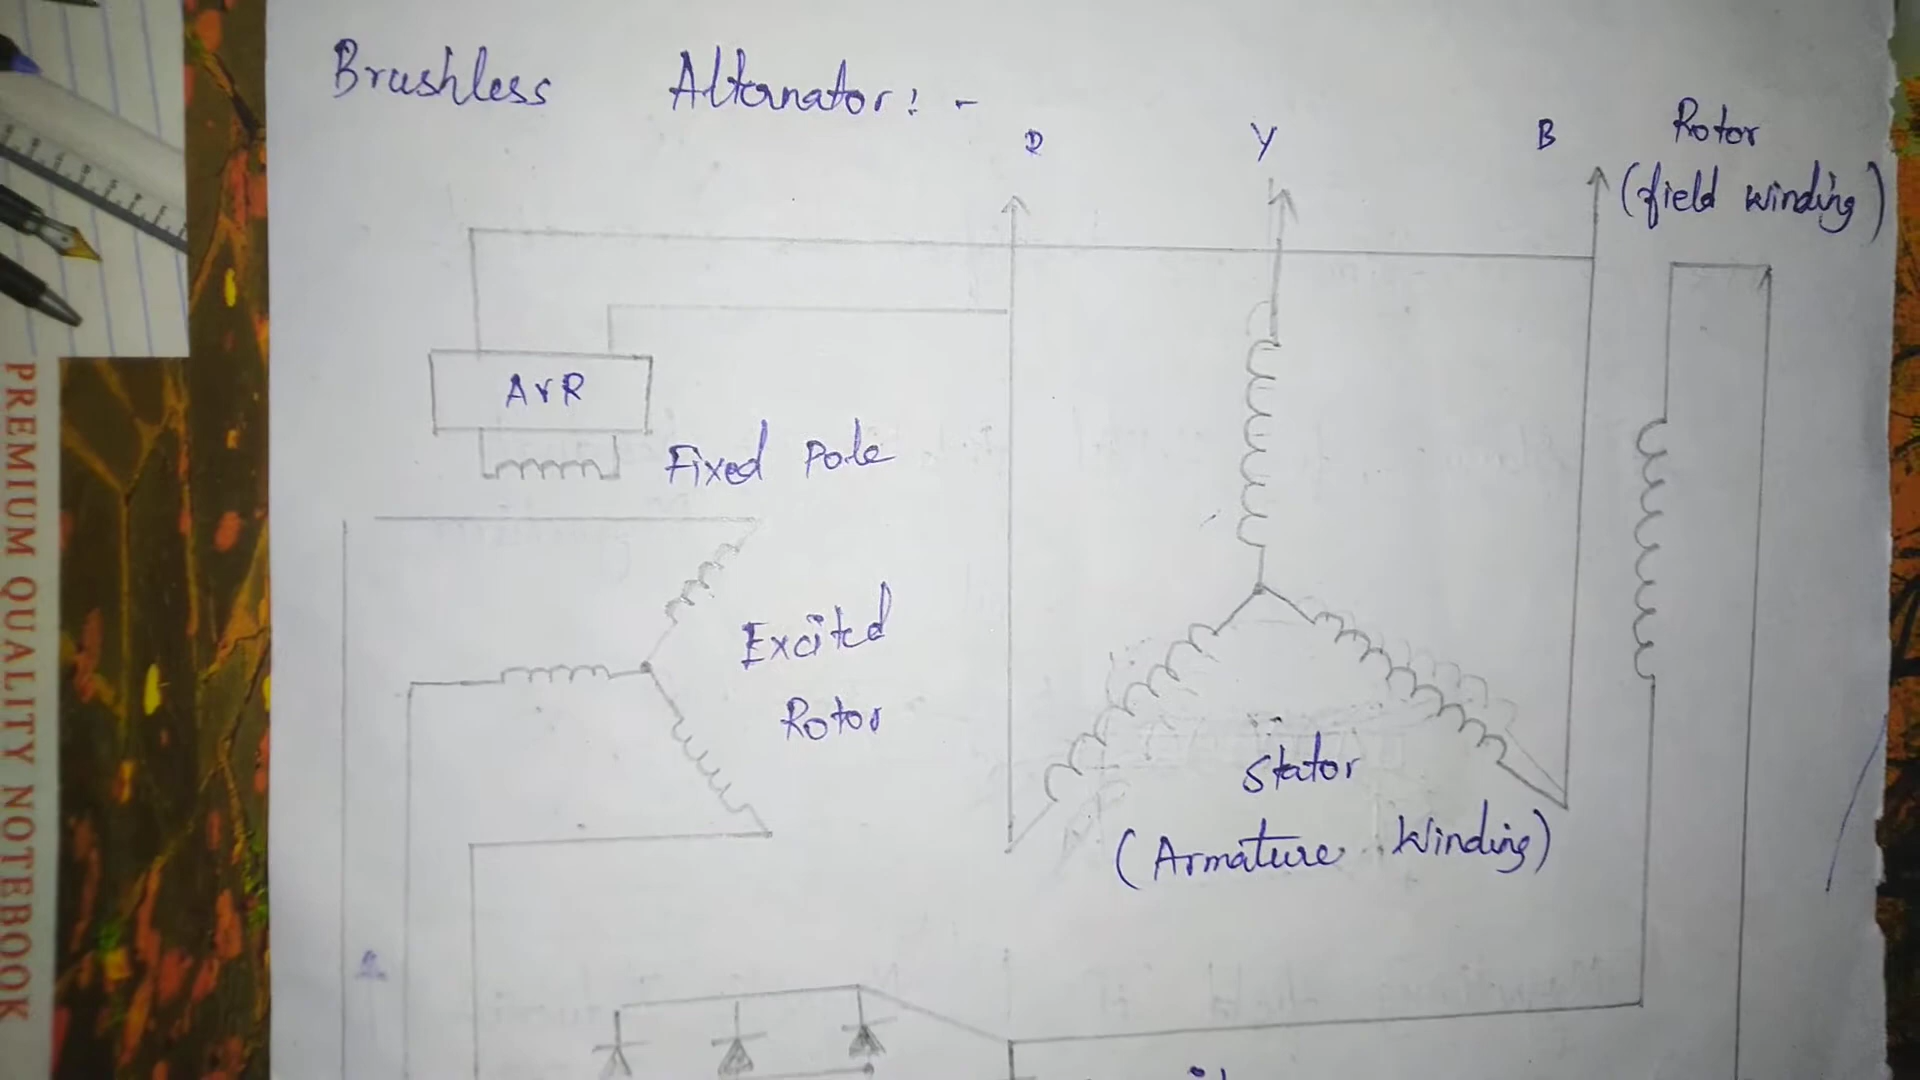 Brushless Alternator:-
R Y B
Rotor
(field winding)
AVR
Fixed Pole
Excited
Rotor
Stator
(Armature Winding)
PREMIUM QUALITY NOTEBOOK